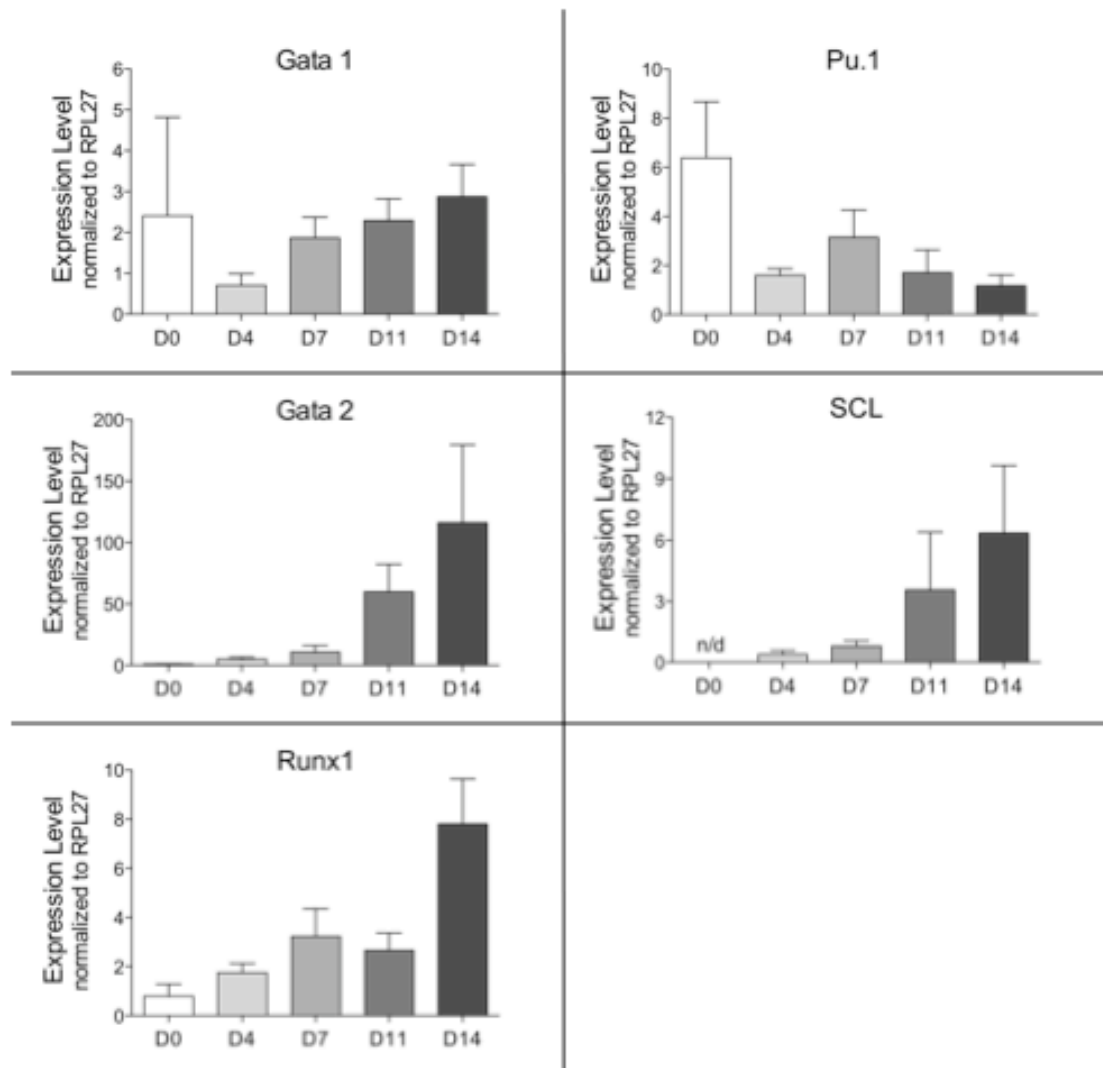 Gata 1
Expression Level
normalized to RPL27
6
5
4
3
2
1
0
D0 D4 D7 D11 D14
Pu.1
Expression Level
normalized to RPL27
10
8
6
4
2
0
D0 D4 D7 D11 D14
Gata 2
Expression Level
normalized to RPL27
200
150
100
50
0
D0 D4 D7 D11 D14
SCL
Expression Level
normalized to RPL27
12
9
6
3
0
n/d
D0 D4 D7 D11 D14
Runx1
Expression Level
normalized to RPL27
10
8
6
4
2
0
D0 D4 D7 D11 D14